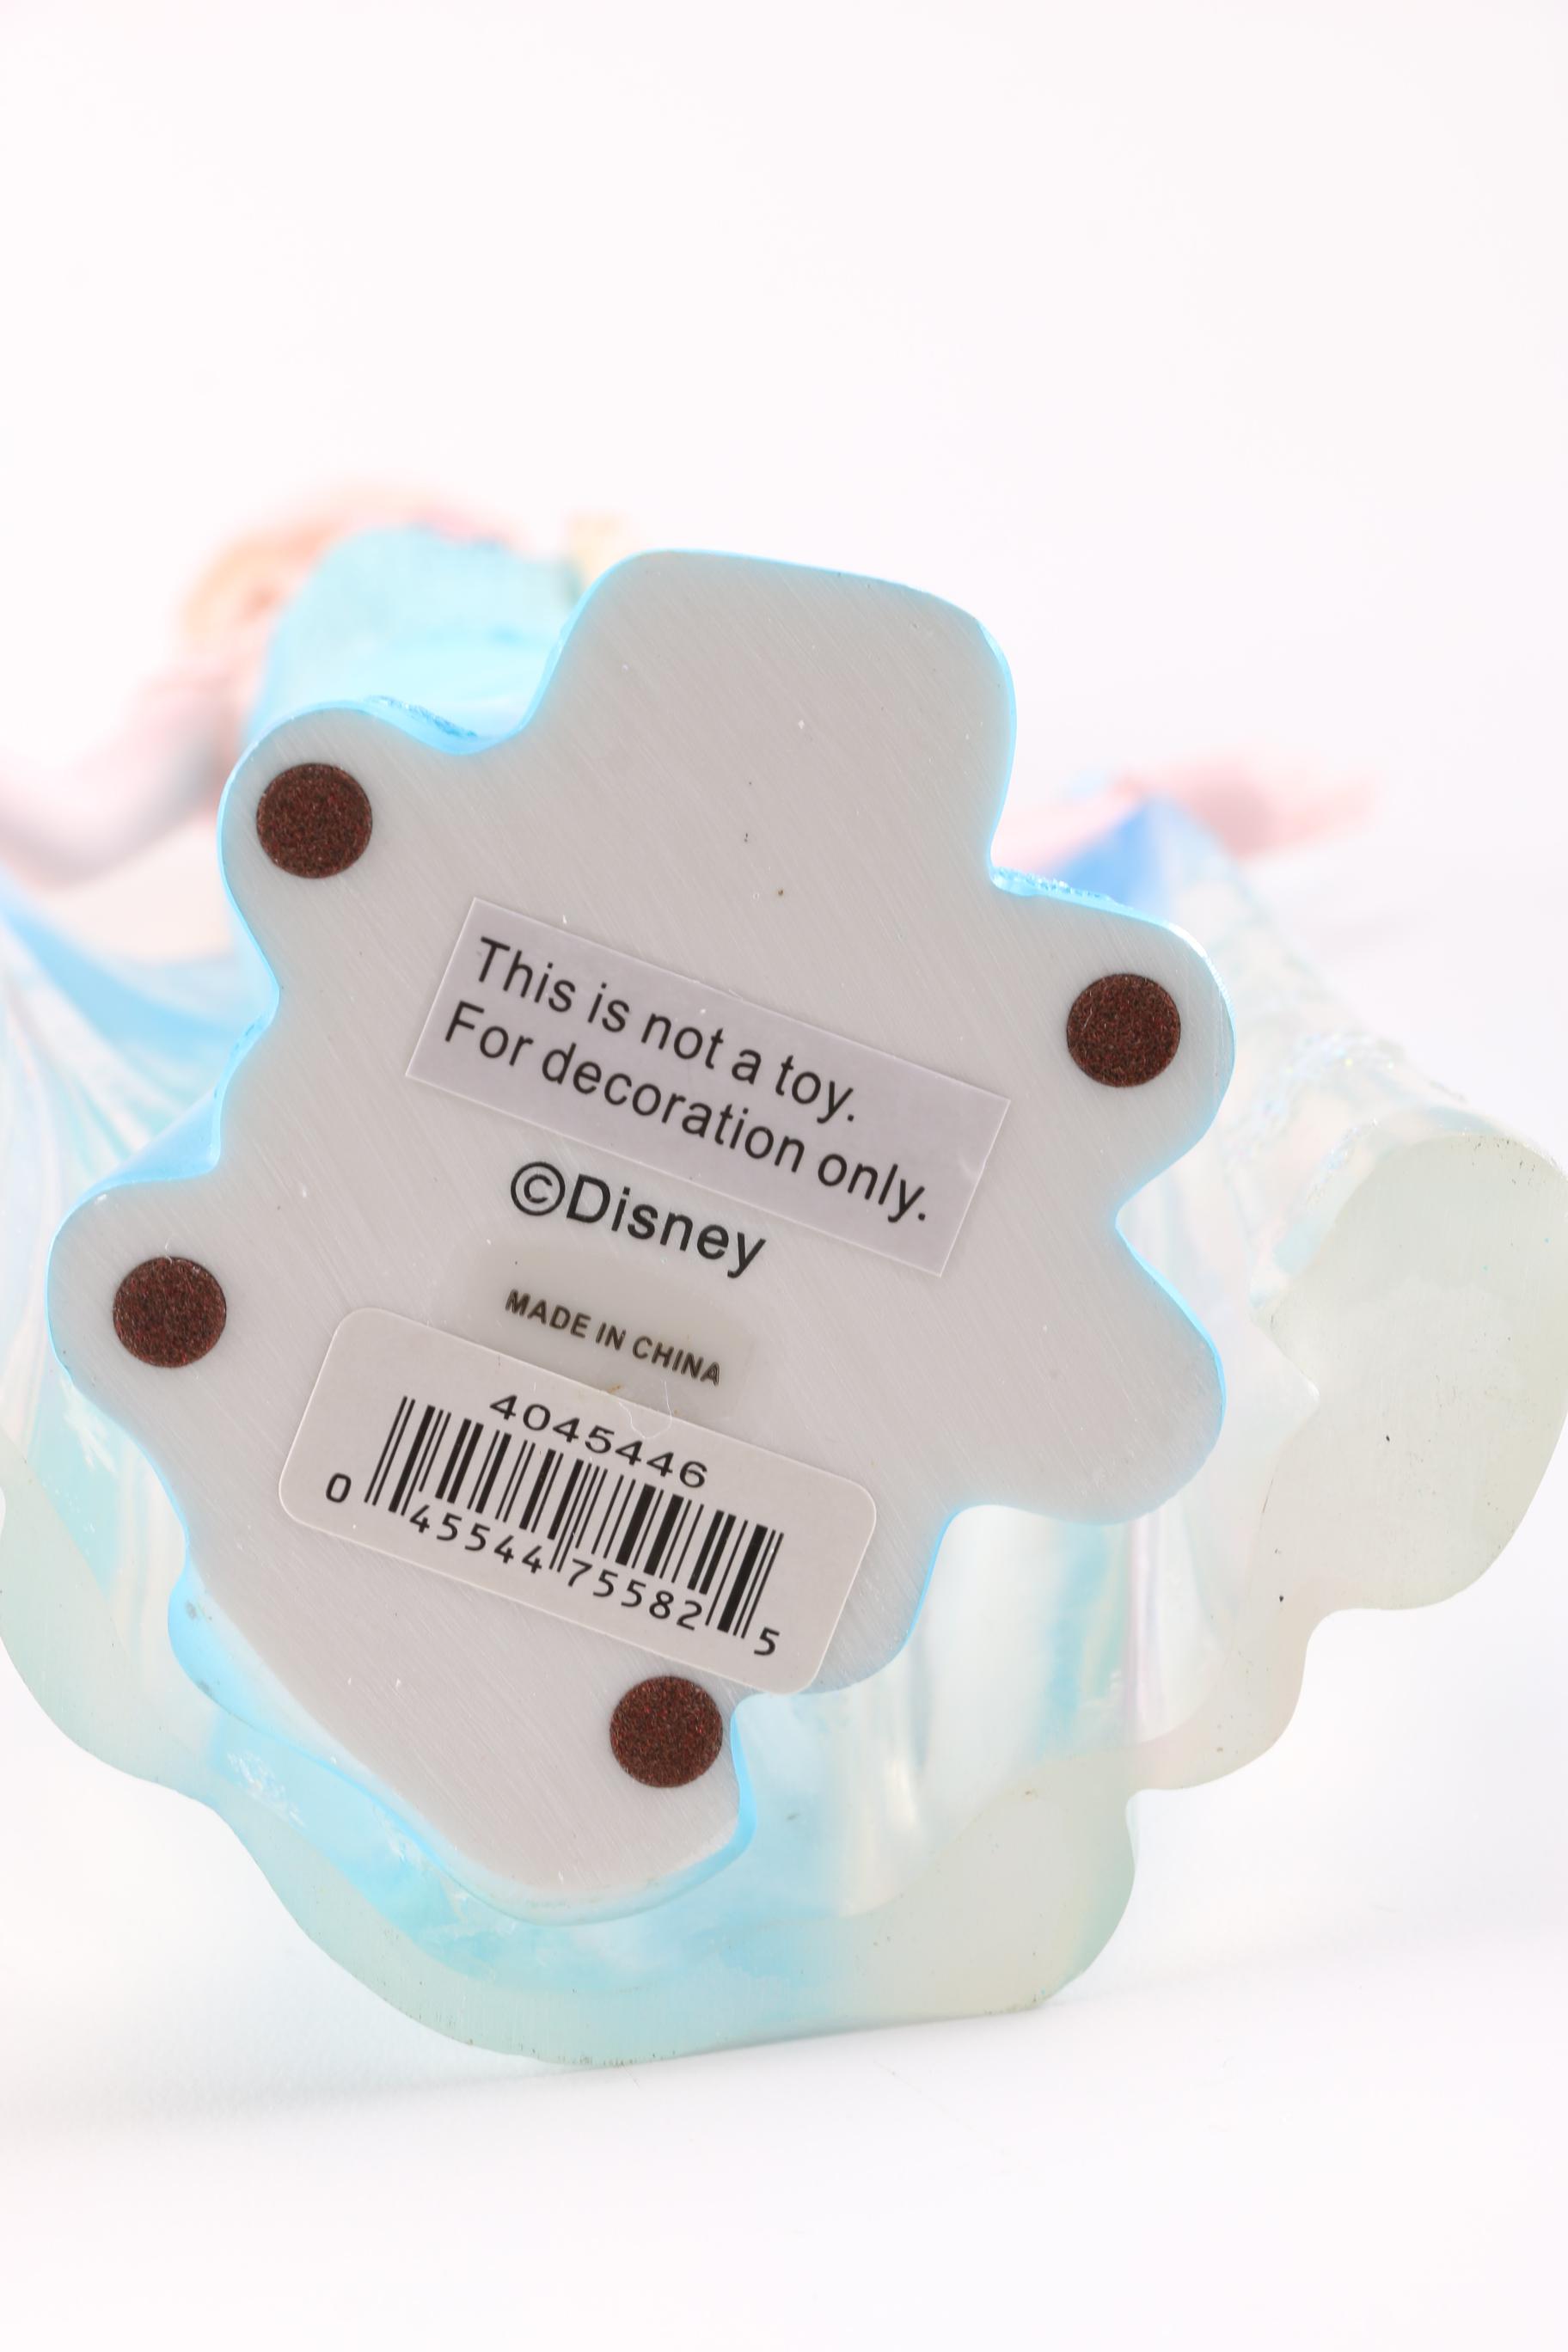 This is not a toy.
For decoration only.
©Disney
MADE IN CHINA
4045446
0 45544 75582 5